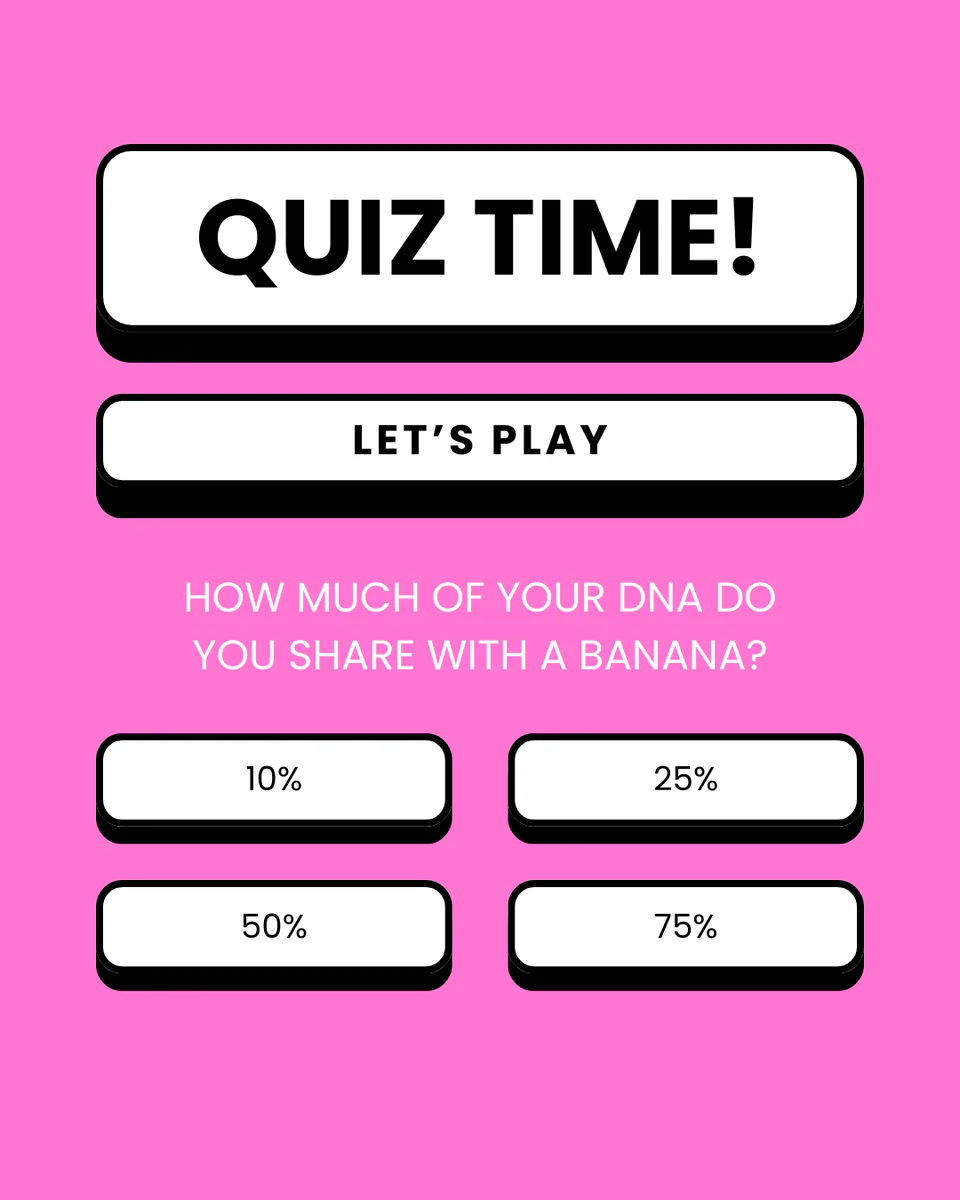 QUIZ TIME!
LET’S PLAY
HOW MUCH OF YOUR DNA DO
YOU SHARE WITH A BANANA?
10%
25%
50%
75%